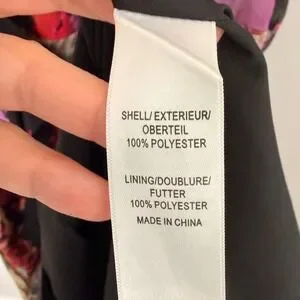 SHELL/EXTERIEUR/
OBERTEIL
100% POLYESTER
LINING/DOUBLURE/
FUTTER
100% POLYESTER
MADE IN CHINA